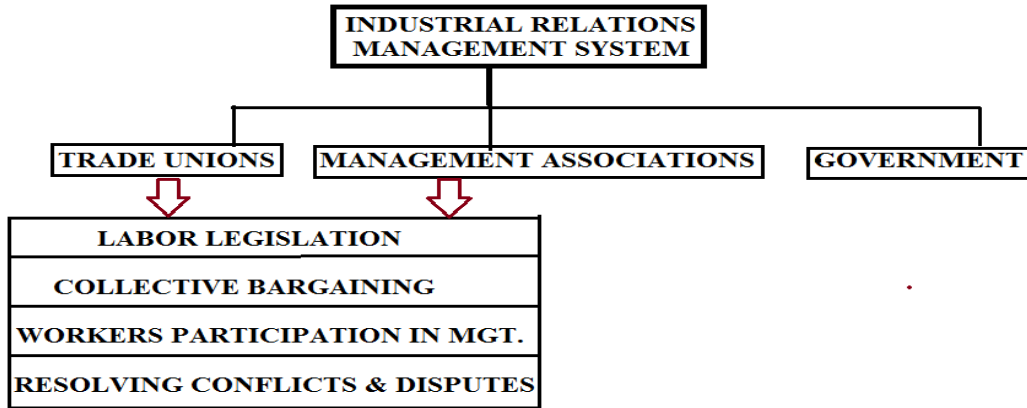 INDUSTRIAL RELATIONS
MANAGEMENT SYSTEM
TRADE UNIONS
MANAGEMENT ASSOCIATIONS
GOVERNMENT
LABOR LEGISLATION
COLLECTIVE BARGAINING
WORKERS PARTICIPATION IN MGT.
RESOLVING CONFLICTS & DISPUTES